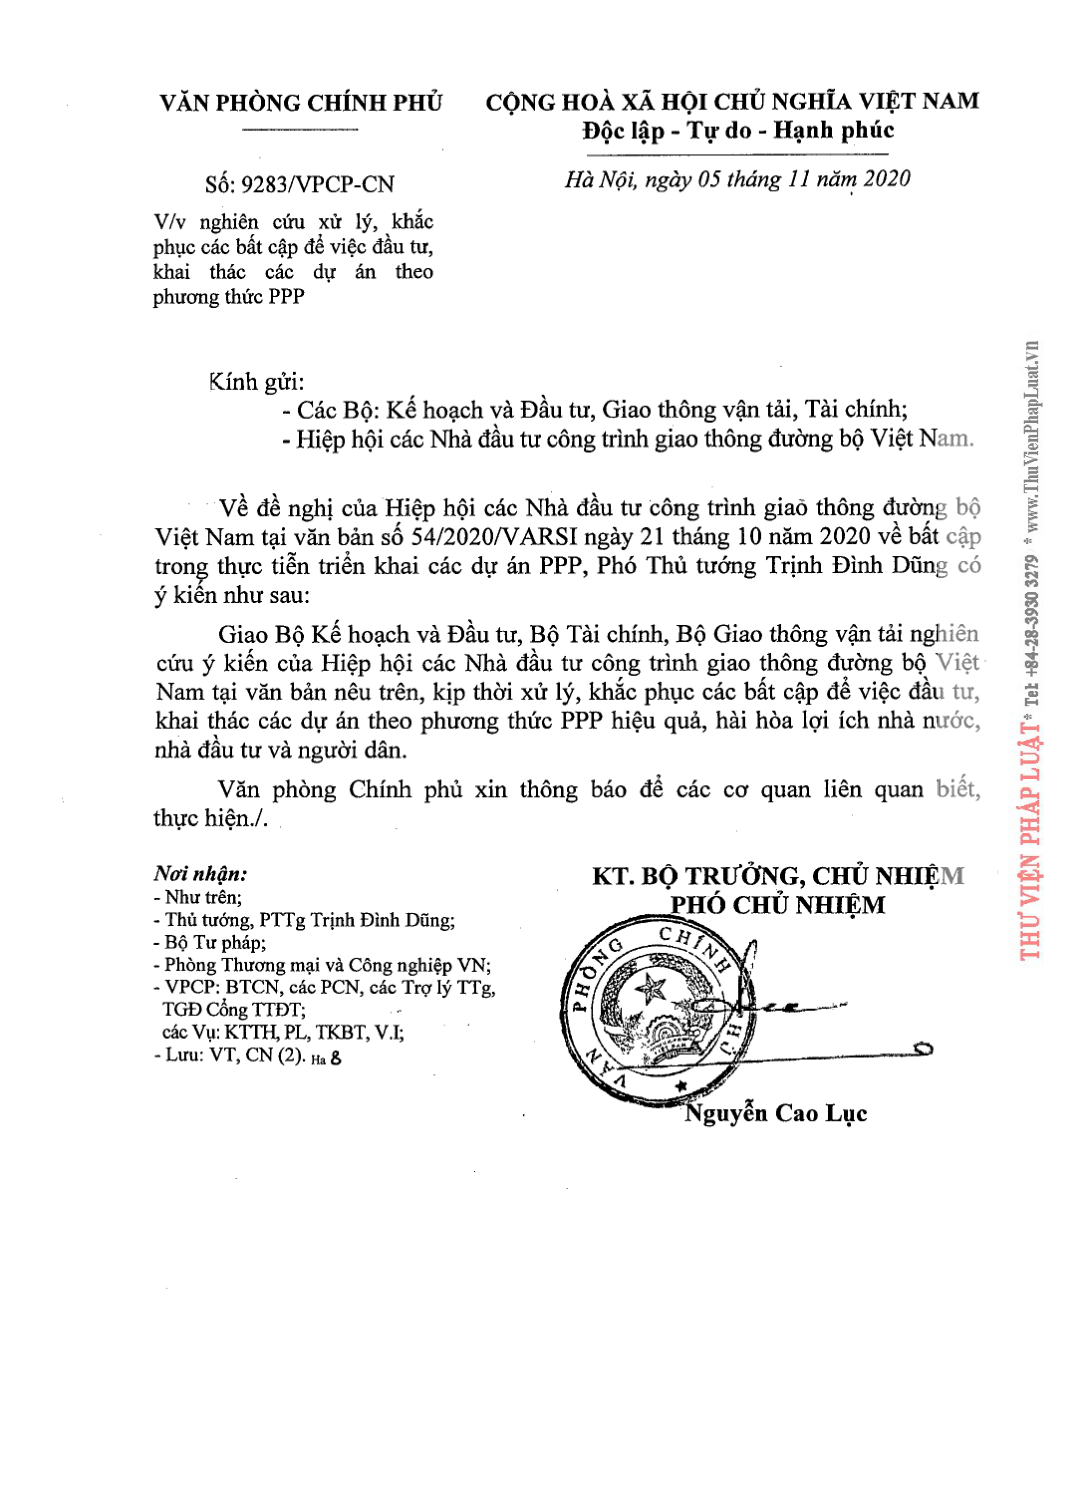 VĂN PHÒNG CHÍNH PHỦ
CỘNG HOÀ XÃ HỘI CHỦ NGHĨA VIỆT NAM
Độc lập - Tự do - Hạnh phúc
Số: 9283/VPCP-CN
Hà Nội, ngày 05 tháng 11 năm 2020
V/v nghiên cứu xử lý, khắc
phục các bất cập để việc đầu tư,
khai thác các dự án theo
phương thức PPP
Kính gửi:
- Các Bộ: Kế hoạch và Đầu tư, Giao thông vận tải, Tài chính;
- Hiệp hội các Nhà đầu tư công trình giao thông đường bộ Việt Nam.
Về đề nghị của Hiệp hội các Nhà đầu tư công trình giao thông đường bộ
Việt Nam tại văn bản số 54/2020/VARSI ngày 21 tháng 10 năm 2020 về bất cập
trong thực tiễn triển khai các dự án PPP, Phó Thủ tướng Trịnh Đình Dũng có
ý kiến như sau:
Giao Bộ Kế hoạch và Đầu tư, Bộ Tài chính, Bộ Giao thông vận tải nghiên
cứu ý kiến của Hiệp hội các Nhà đầu tư công trình giao thông đường bộ Việt
Nam tại văn bản nêu trên, kịp thời xử lý, khắc phục các bất cập để việc đầu tư,
khai thác các dự án theo phương thức PPP hiệu quả, hài hòa lợi ích nhà nước,
nhà đầu tư và người dân.
Văn phòng Chính phủ xin thông báo để các cơ quan liên quan biết,
thực hiện./.
Nơi nhận:
- Như trên;
- Thủ tướng, PTTg Trịnh Đình Dũng;
- Bộ Tư pháp;
- Phòng Thương mại và Công nghiệp VN;
- VPCP: BTCN, các PCN, các Trợ lý TTg,
TGĐ Cổng TTĐT;
các Vụ: KTTH, PL, TKBT, V.I;
- Lưu: VT, CN (2). Ha 8
KT. BỘ TRƯỞNG, CHỦ NHIỆM
PHÓ CHỦ NHIỆM
VĂN PHÒNG CHÍNH PHỦ
Nguyễn Cao Lục
THƯ VIỆN PHÁP LUẬT * Tel: +84-28-3930 3279 * www.ThuVienPhapLuat.vn